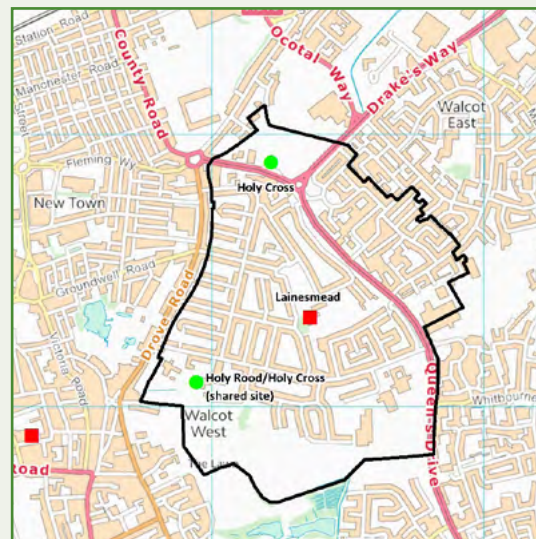 Station Road
Manchester Road
County Road
Ocotal Way
Drake's Way
Walcot
East
Street
Fleming Wy
Holy Cross
New Town
Groundwell Road
Lainesmead
Drove Road
Victoria Road
Holy Rood/Holy Cross
(shared site)
Walcot
West
Whitbourne
Queen's Drive
Road